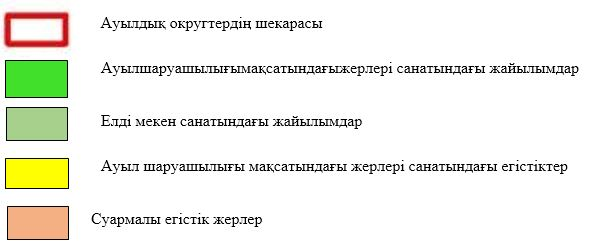 Ауылдық округтердің шекарасы
Ауылшаруашылығымақсатындағыжерлері санатындағы жайылымдар
Елді мекен санатындағы жайылымдар
Ауыл шаруашылығы мақсатындағы жерлері санатындағы егістіктер
Суармалы егістік жерлер